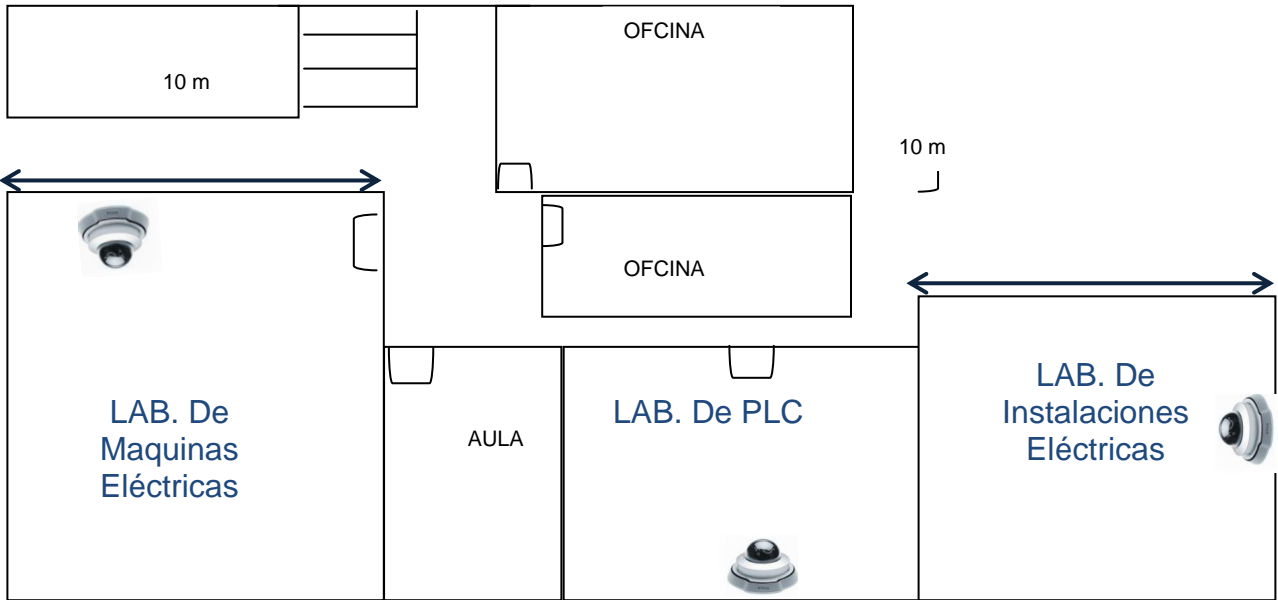 OFCINA
10 m
10 m
OFCINA
LAB. De
Maquinas
Eléctricas
AULA
LAB. De PLC
LAB. De
Instalaciones
Eléctricas